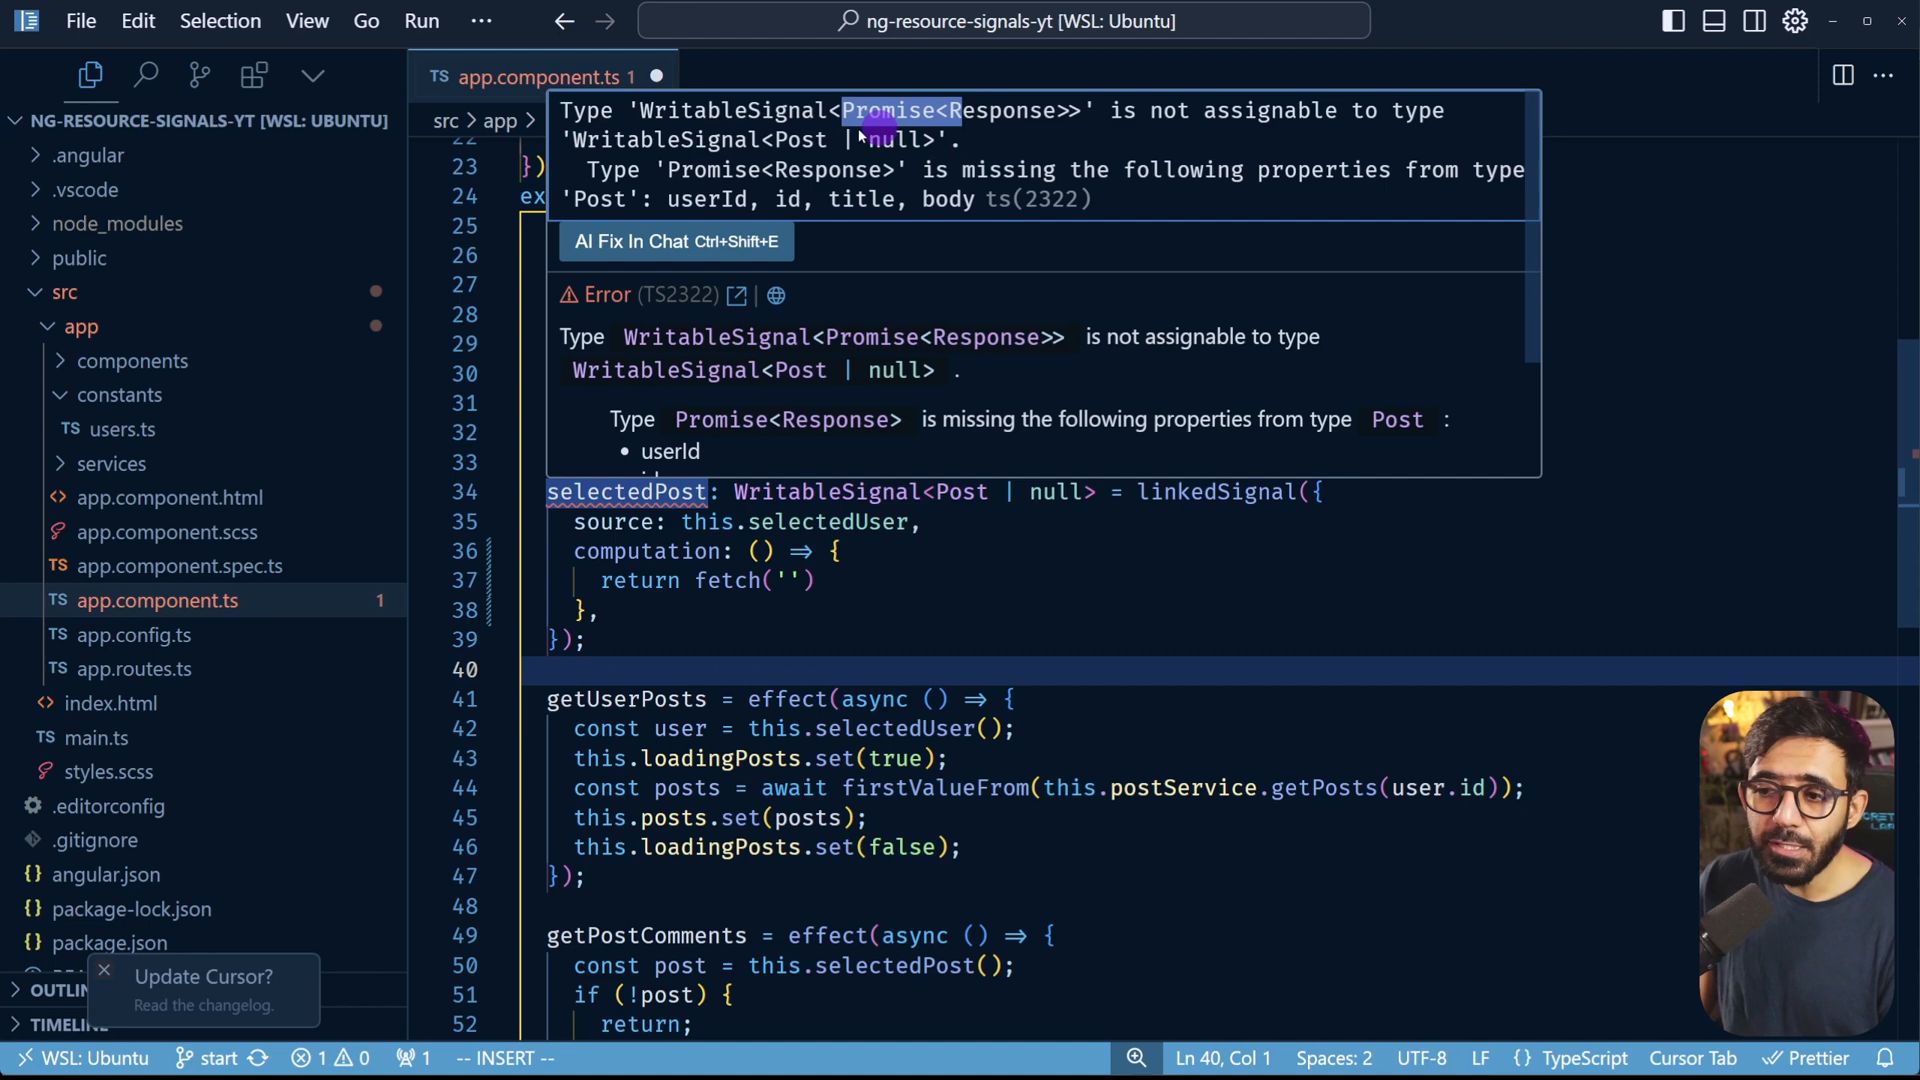 File Edit Selection View Go Run ··· ng-resource-signals-yt [WSL: Ubuntu]
TS app.component.ts 1
NG-RESOURCE-SIGNALS-YT [WSL: UBUNTU]
.angular
.vscode
node_modules
public
src
app
components
constants
TS users.ts
services
<> app.component.html
app.component.scss
TS app.component.spec.ts
TS app.component.ts 1
TS app.config.ts
TS app.routes.ts
<> index.html
TS main.ts
styles.scss
.editorconfig
.gitignore
{} angular.json
{} package-lock.json
{} package.json
OUTLIN
TIMELINE
Update Cursor?
Read the changelog.
src > app >
Type 'WritableSignal<Promise<Response>>' is not assignable to type
'WritableSignal<Post | null>'.
Type 'Promise<Response>' is missing the following properties from type
'Post': userId, id, title, body ts(2322)
AI Fix In Chat Ctrl+Shift+E
Error (TS2322) |
Type WritableSignal<Promise<Response>> is not assignable to type
WritableSignal<Post | null> .
Type Promise<Response> is missing the following properties from type Post :
• userId
22
23 })
24 ex
25
26
27
28
29
30
31
32
33
34 selectedPost: WritableSignal<Post | null> = linkedSignal({
35 source: this.selectedUser,
36 computation: () => {
37 return fetch('')
38 },
39 });
40
41 getUserPosts = effect(async () => {
42 const user = this.selectedUser();
43 this.loadingPosts.set(true);
44 const posts = await firstValueFrom(this.postService.getPosts(user.id));
45 this.posts.set(posts);
46 this.loadingPosts.set(false);
47 });
48
49 getPostComments = effect(async () => {
50 const post = this.selectedPost();
51 if (!post) {
52 return;
WSL: Ubuntu start 1 0 1 -- INSERT -- Ln 40, Col 1 Spaces: 2 UTF-8 LF {} TypeScript Cursor Tab Prettier